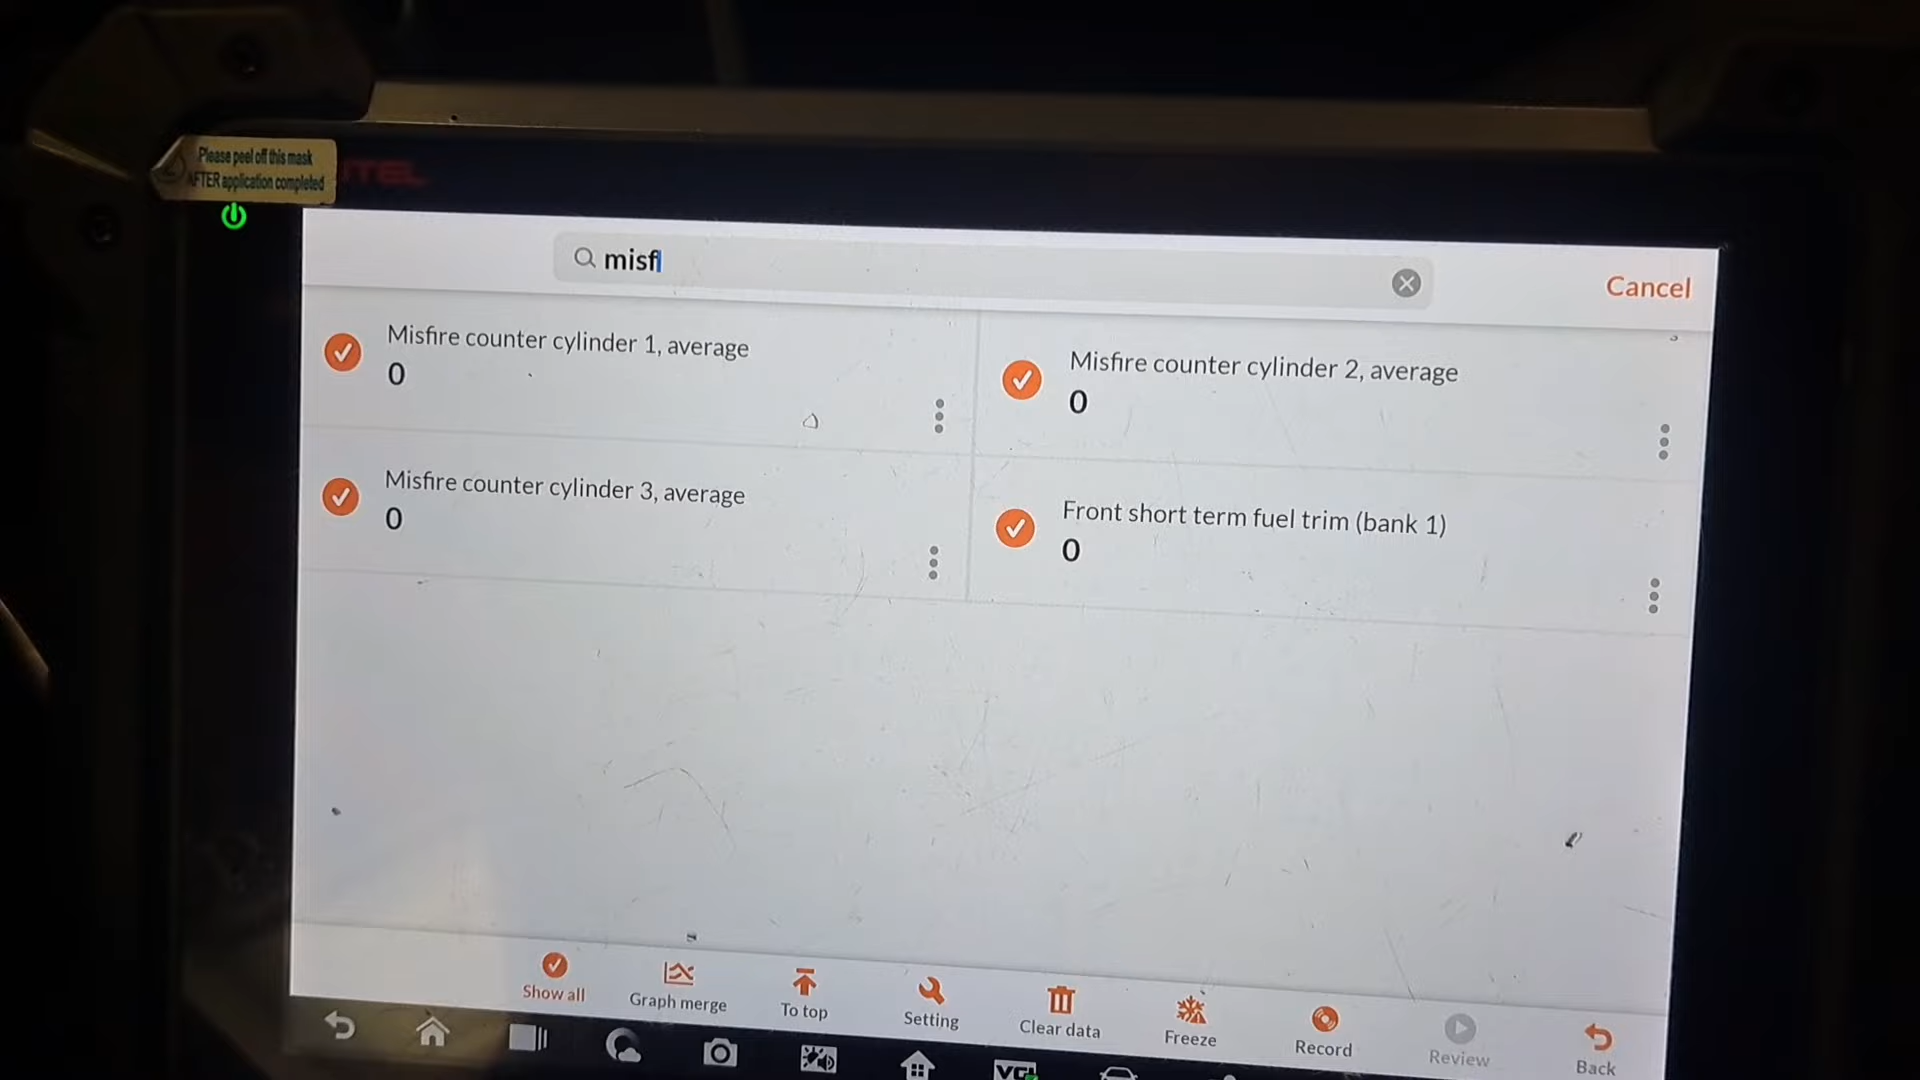 Please peel off this mask
AFTER application completed
misf
Cancel
Misfire counter cylinder 1, average
0
Misfire counter cylinder 2, average
0
Misfire counter cylinder 3, average
0
Front short term fuel trim (bank 1)
0
Show all
Graph merge
To top
Setting
Clear data
Freeze
Record
Review
Back
VCI